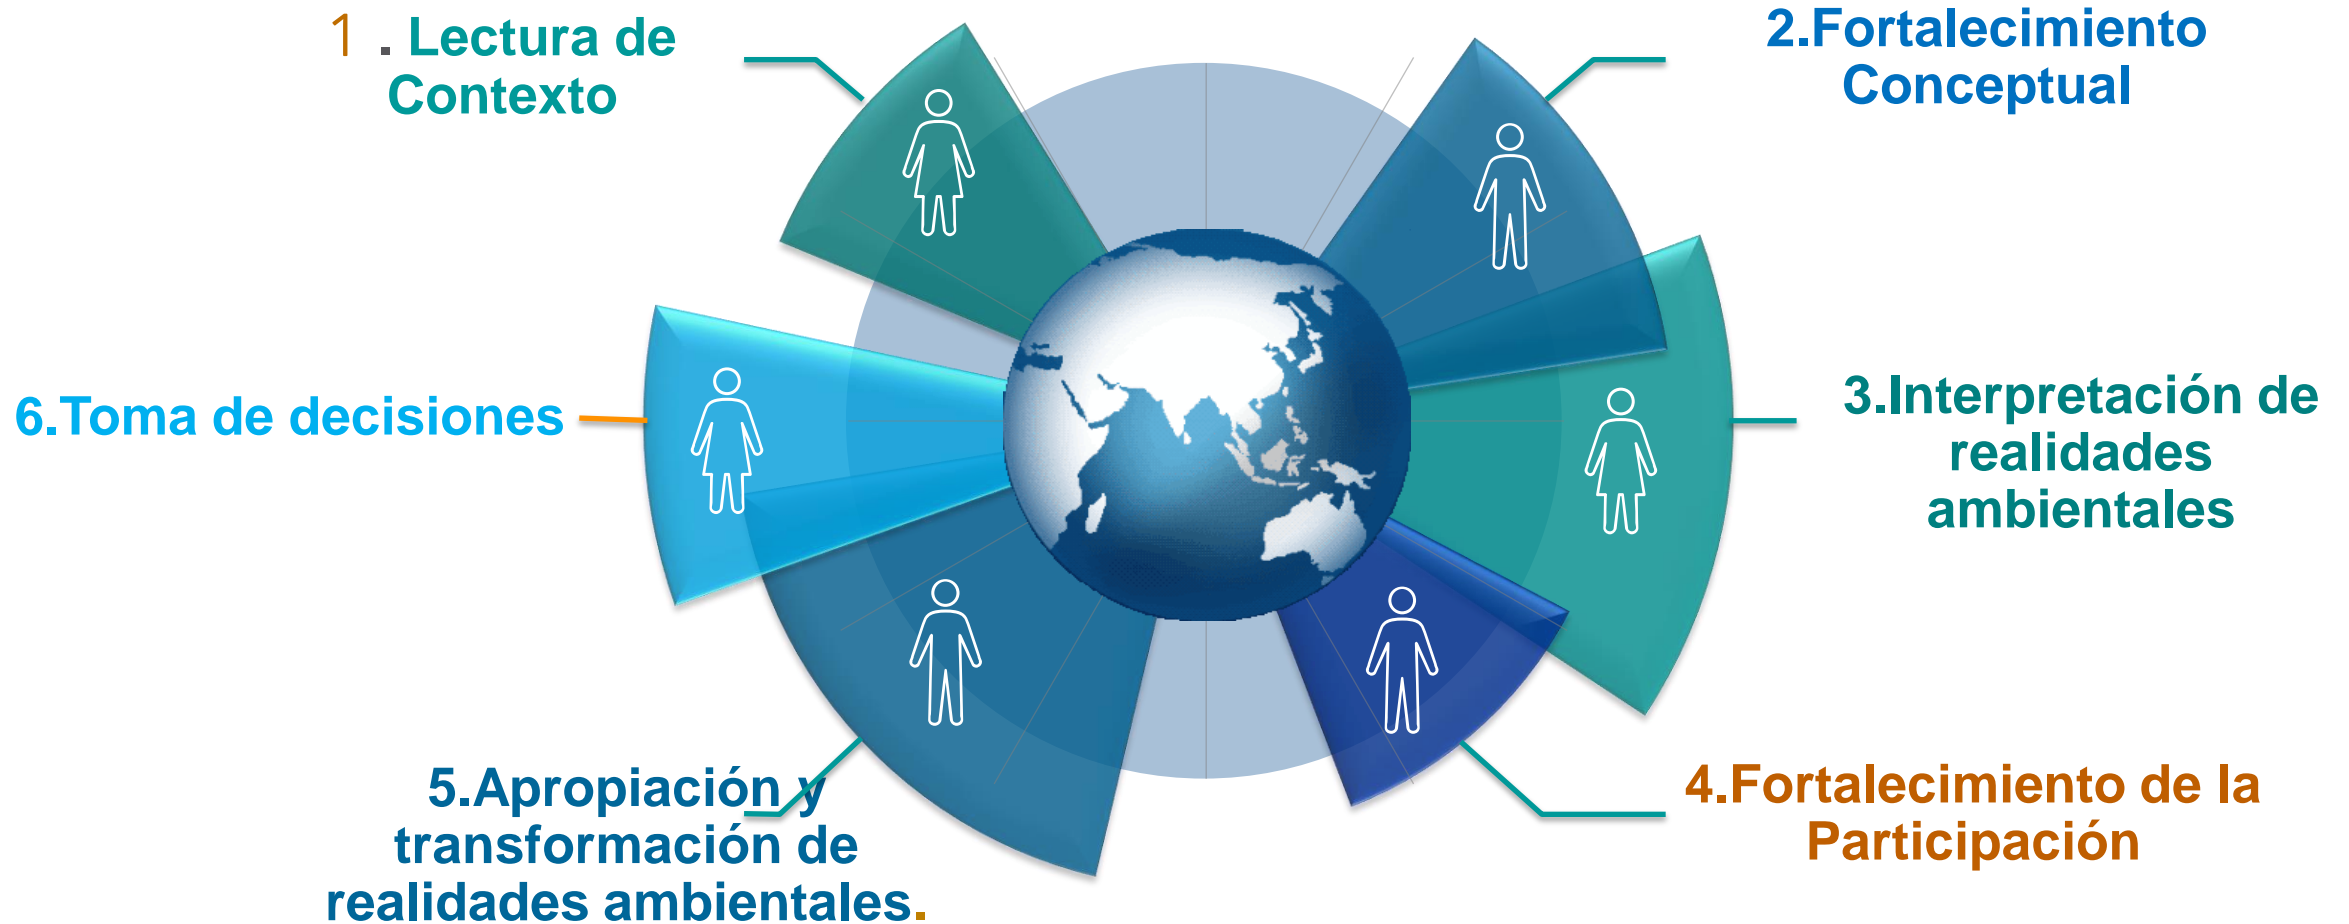 1 . Lectura de
Contexto
2.Fortalecimiento
Conceptual
3.Interpretación de
realidades
ambientales
4.Fortalecimiento de la
Participación
5.Apropiación y
transformación de
realidades ambientales.
6.Toma de decisiones